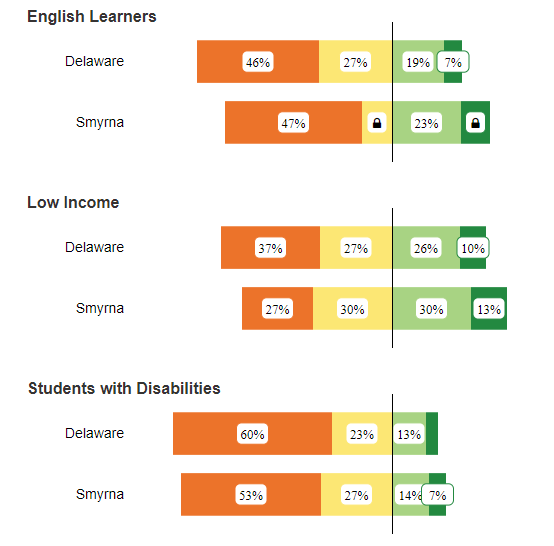 English Learners
Delaware 46% 27% 19% 7%
Smyrna 47% 23%
Low Income
Delaware 37% 27% 26% 10%
Smyrna 27% 30% 30% 13%
Students with Disabilities
Delaware 60% 23% 13%
Smyrna 53% 27% 14% 7%